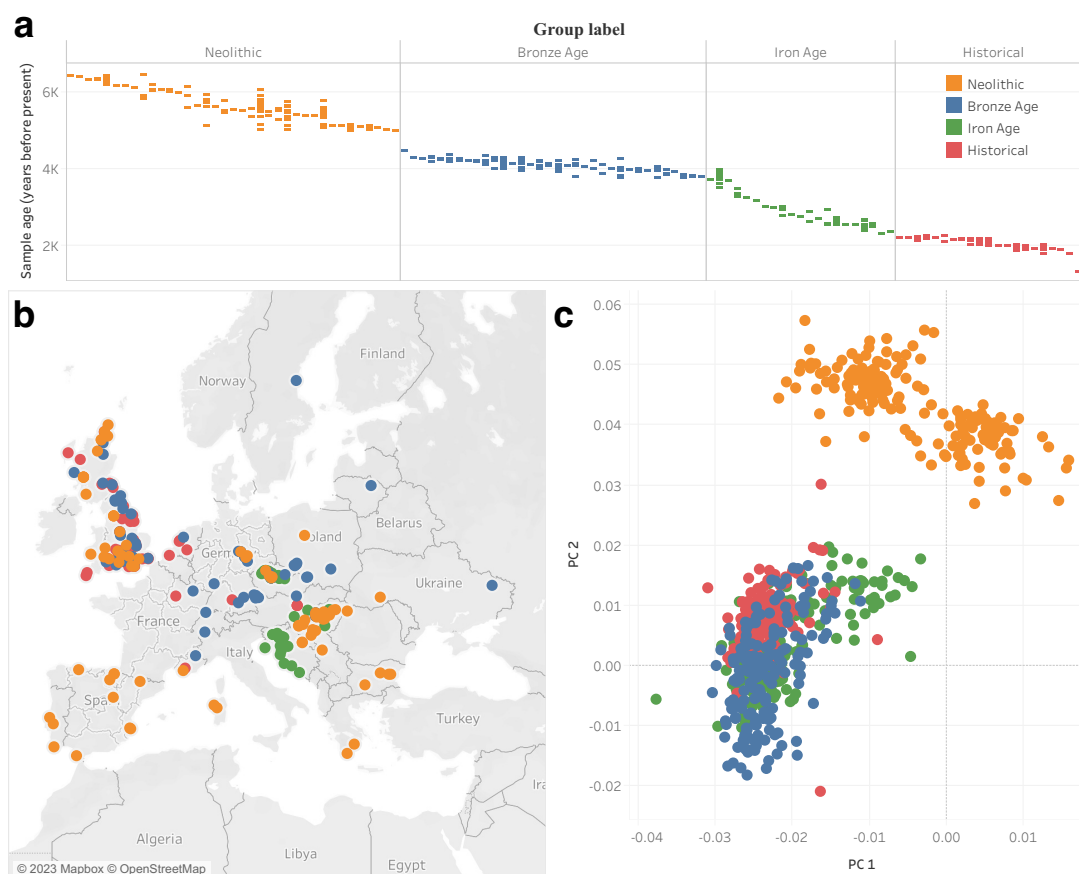 a
Group label
Neolithic
Bronze Age
Iron Age
Historical
Sample age (years before present)
6K
4K
2K
Neolithic
Bronze Age
Iron Age
Historical
b
Finland
Norway
Belarus
Ukraine
France
Italy
Turkey
Algeria
Libya
Egypt
© 2023 Mapbox © OpenStreetMap
c
PC 2
0.06
0.05
0.04
0.03
0.02
0.01
0.00
-0.01
-0.02
-0.04
-0.03
-0.02
-0.01
0.00
0.01
PC 1